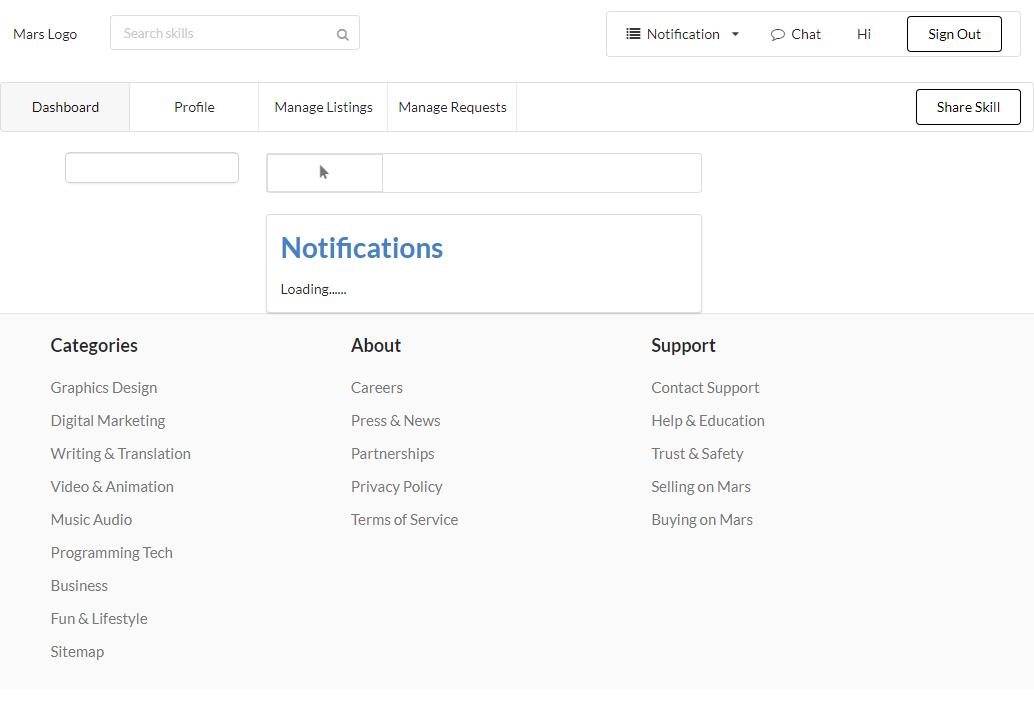 Mars Logo
Search skills
Notification
Chat
Hi
Sign Out
Dashboard
Profile
Manage Listings
Manage Requests
Share Skill
Notifications
Loading......
Categories
Graphics Design
Digital Marketing
Writing & Translation
Video & Animation
Music Audio
Programming Tech
Business
Fun & Lifestyle
Sitemap
About
Careers
Press & News
Partnerships
Privacy Policy
Terms of Service
Support
Contact Support
Help & Education
Trust & Safety
Selling on Mars
Buying on Mars